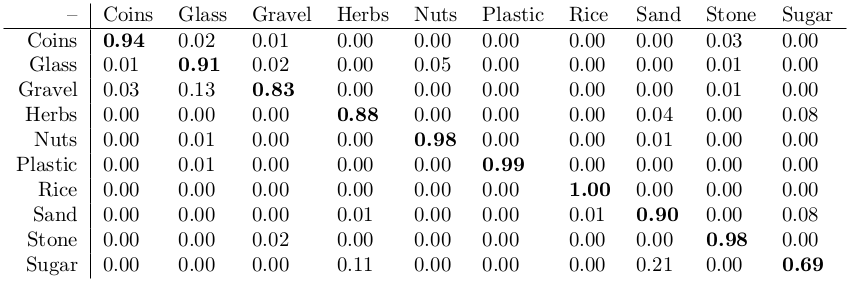 – Coins Glass Gravel Herbs Nuts Plastic Rice Sand Stone Sugar
Coins 0.94 0.02 0.01 0.00 0.00 0.00 0.00 0.00 0.03 0.00
Glass 0.01 0.91 0.02 0.00 0.05 0.00 0.00 0.00 0.01 0.00
Gravel 0.03 0.13 0.83 0.00 0.00 0.00 0.00 0.00 0.01 0.00
Herbs 0.00 0.00 0.00 0.88 0.00 0.00 0.00 0.04 0.00 0.08
Nuts 0.00 0.01 0.00 0.00 0.98 0.00 0.00 0.01 0.00 0.00
Plastic 0.00 0.01 0.00 0.00 0.00 0.99 0.00 0.00 0.00 0.00
Rice 0.00 0.00 0.00 0.00 0.00 0.00 1.00 0.00 0.00 0.00
Sand 0.00 0.00 0.00 0.01 0.00 0.00 0.01 0.90 0.00 0.08
Stone 0.00 0.00 0.02 0.00 0.00 0.00 0.00 0.00 0.98 0.00
Sugar 0.00 0.00 0.00 0.11 0.00 0.00 0.00 0.21 0.00 0.69